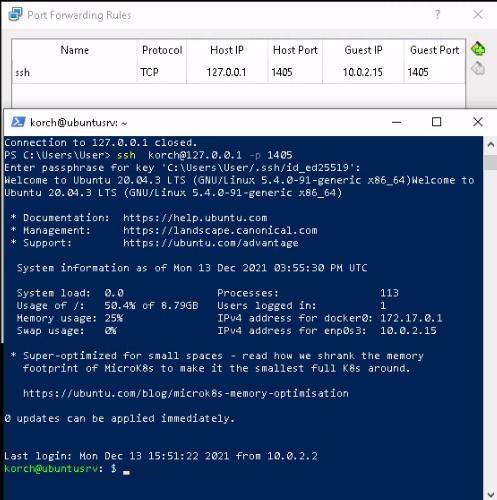 Port Forwarding Rules
Name Protocol Host IP Host Port Guest IP Guest Port
ssh TCP 127.0.0.1 1405 10.0.2.15 1405
korch@ubuntusrv: ~
Connection to 127.0.0.1 closed.
PS C:\Users\User> ssh korch@127.0.0.1 -p 1405
Enter passphrase for key 'C:\Users\User/.ssh/id_ed25519':
Welcome to Ubuntu 20.04.3 LTS (GNU/Linux 5.4.0-91-generic x86_64)Welcome to
Ubuntu 20.04.3 LTS (GNU/Linux 5.4.0-91-generic x86_64)
* Documentation: https://help.ubuntu.com
* Management: https://landscape.canonical.com
* Support: https://ubuntu.com/advantage
System information as of Mon 13 Dec 2021 03:55:30 PM UTC
System load: 0.0 Processes: 113
Usage of /: 50.4% of 8.79GB Users logged in: 1
Memory usage: 25% IPv4 address for docker0: 172.17.0.1
Swap usage: 0% IPv4 address for enp0s3: 10.0.2.15
* Super-optimized for small spaces - read how we shrank the memory
footprint of MicroK8s to make it the smallest full K8s around.
https://ubuntu.com/blog/microk8s-memory-optimisation
0 updates can be applied immediately.
Last login: Mon Dec 13 15:51:22 2021 from 10.0.2.2
korch@ubuntusrv: $